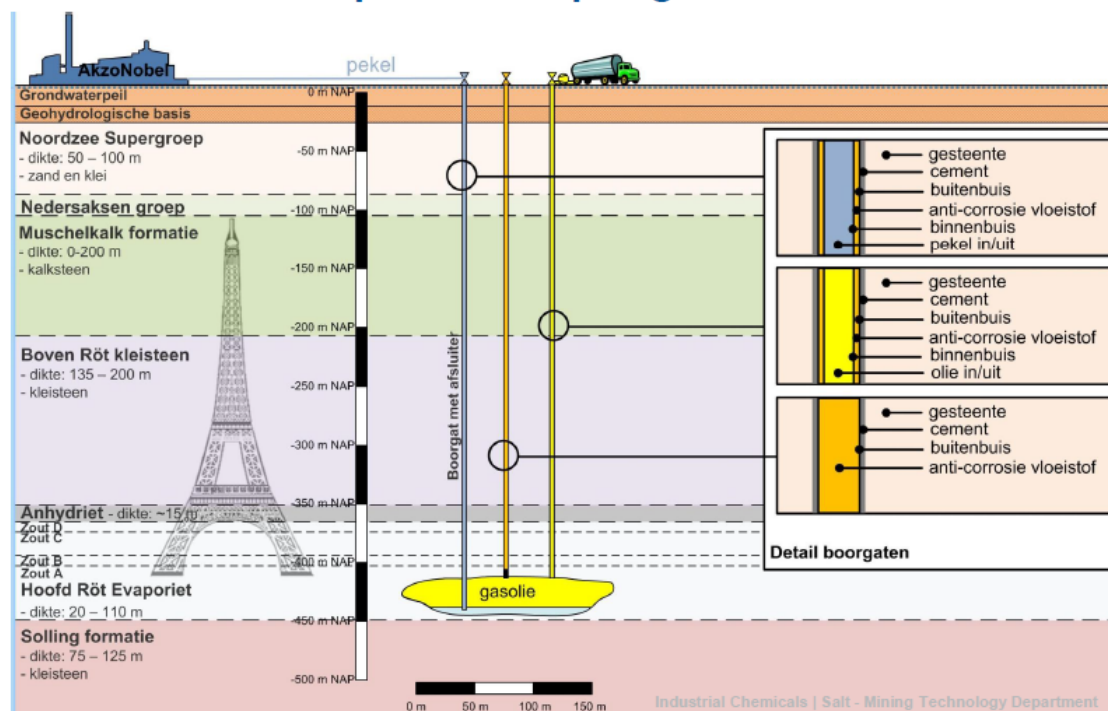 AkzoNobel
pekel
Grondwaterpeil
Geohydrologische basis
Noordzee Supergroep
- dikte: 50 – 100 m
- zand en klei
Nedersaksen groep
Muschelkalk formatie
- dikte: 0-200 m
- kalksteen
Boven Röt kleisteen
- dikte: 135 – 200 m
- kleisteen
Anhydriet - dikte: ~15 m
Zout D
Zout C
Zout B
Zout A
Hoofd Röt Evaporiet
- dikte: 20 – 110 m
Solling formatie
- dikte: 75 – 125 m
- kleisteen
0 m NAP
-50 m NAP
-100 m NAP
-150 m NAP
-200 m NAP
-250 m NAP
-300 m NAP
-350 m NAP
-400 m NAP
-450 m NAP
-500 m NAP
Boorgat met afsluiter
gasolie
0 m 50 m 100 m 150 m
gesteente
cement
buitenbuis
anti-corrosie vloeistof
binnenbuis
pekel in/uit
gesteente
cement
buitenbuis
anti-corrosie vloeistof
binnenbuis
olie in/uit
gesteente
cement
buitenbuis
anti-corrosie vloeistof
Detail boorgaten
Industrial Chemicals | Salt - Mining Technology Department